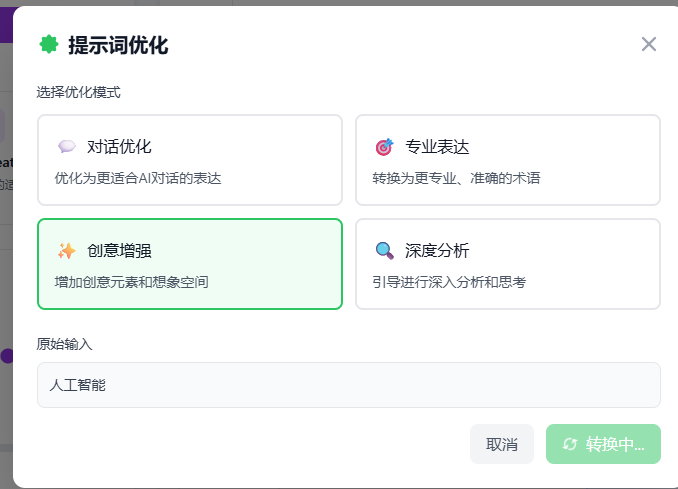 提示词优化
选择优化模式
对话优化
专业表达
优化为更适合AI对话的表达
转换为更专业、准确的术语
创意增强
深度分析
增加创意元素和想象空间
引导进行深入分析和思考
原始输入
人工智能
取消
转换中...